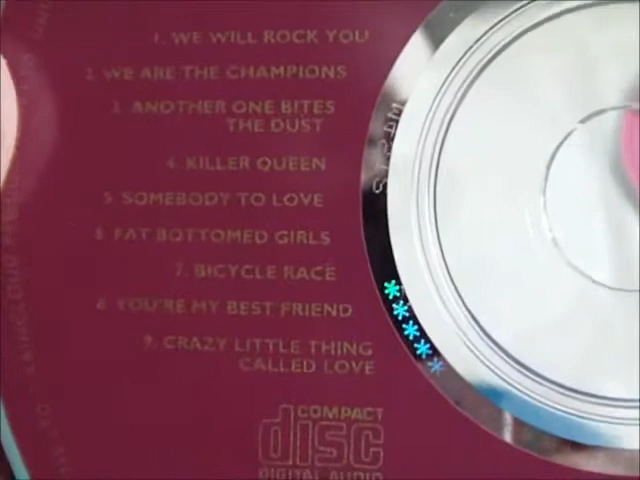 1. WE WILL ROCK YOU
2. WE ARE THE CHAMPIONS
3. ANOTHER ONE BITES
THE DUST
4. KILLER QUEEN
5. SOMEBODY TO LOVE
6. FAT BOTTOMED GIRLS
7. BICYCLE RACE
8. YOU'RE MY BEST FRIEND
9. CRAZY LITTLE THING
CALLED LOVE
COMPACT
disc
DIGITAL AUDIO